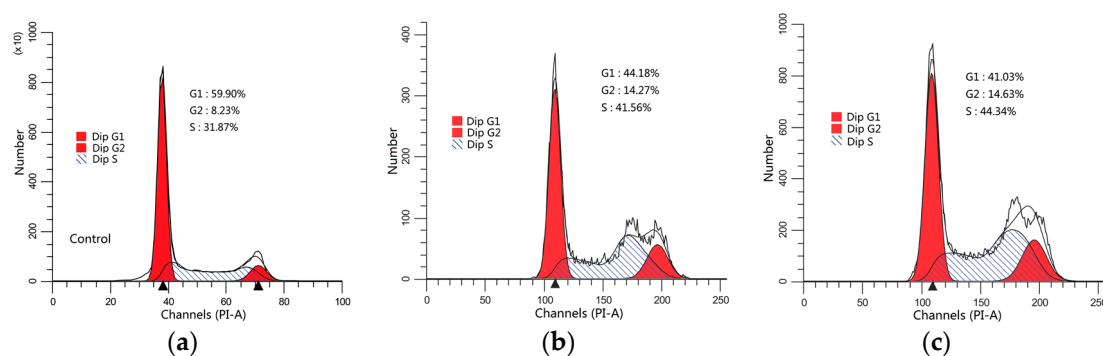 1000
(x10)
800
600
400
200
0
Number
G1 : 59.90%
G2 : 8.23%
S : 31.87%
Dip G1
Dip G2
Dip S
Control
0 20 40 60 80 100
Channels (PI-A)
(a)
400
300
200
100
0
Number
G1 : 44.18%
G2 : 14.27%
S : 41.56%
Dip G1
Dip G2
Dip S
0 50 100 150 200 250
Channels (PI-A)
(b)
1000
800
600
400
200
0
Number
G1 : 41.03%
G2 : 14.63%
S : 44.34%
Dip G1
Dip G2
Dip S
0 50 100 150 200 250
Channels (PI-A)
(c)